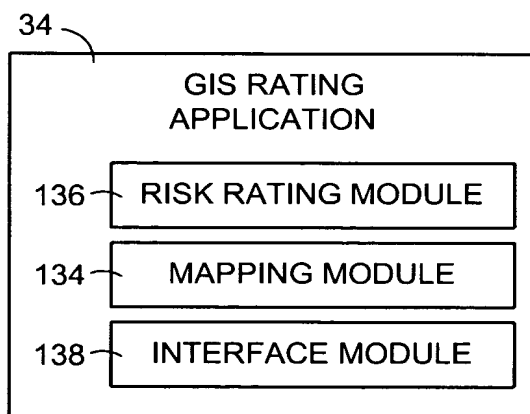 34
GIS RATING
APPLICATION
136 RISK RATING MODULE
134 MAPPING MODULE
138 INTERFACE MODULE